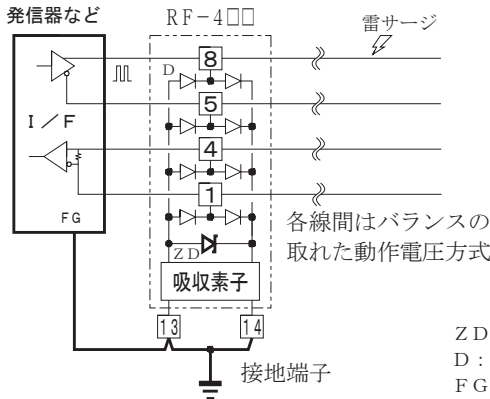 発信器など
RF-4□□
雷サージ
D
8
5
I／F
4
1
FG
各線間はバランスの
取れた動作電圧方式
ZD
吸収素子
13
14
接地端子
ZD
D：
FG